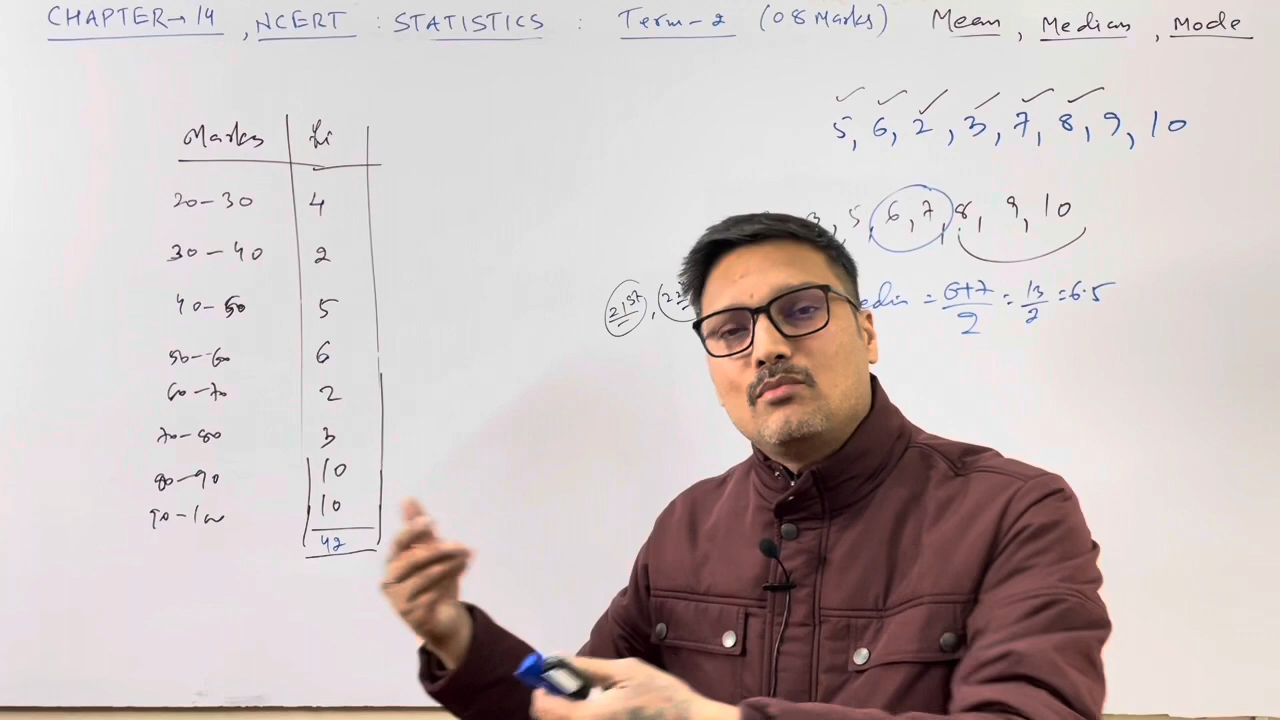 CHAPTER→14, NCERT : STATISTICS : Term-2 (08 Marks) Mean, Median, Mode
5, 6, 2, 3, 7, 8, 9, 10
3, 5, 6, 7, 8, 9, 10
21st, = 6+7/2 = 13/2 = 6.5
Marks fi
20-30 4
30-40 2
40-50 5
50-60 6
60-70 2
70-80 3
80-90 10
90-100 10
42